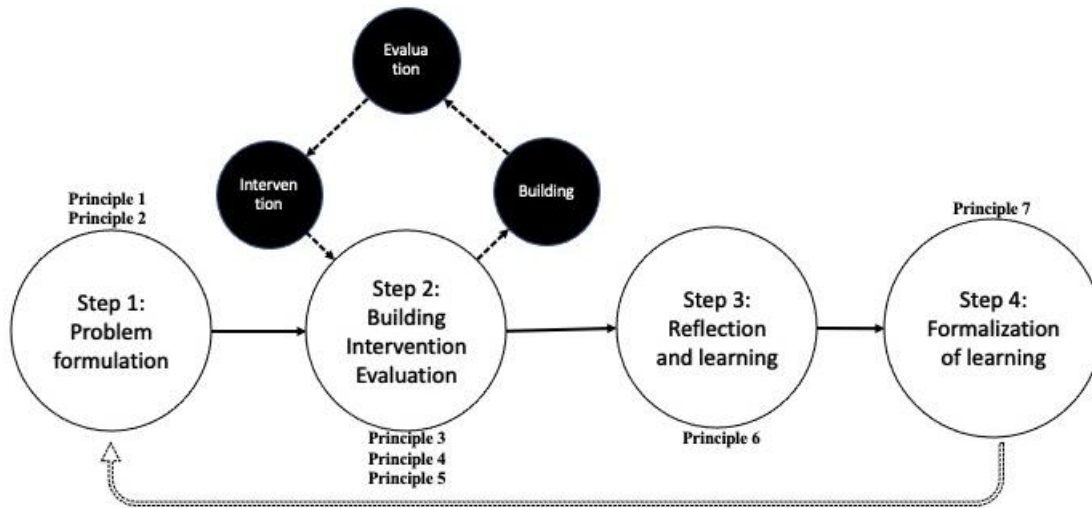 Evalua
tion
Interven
tion
Building
Principle 1
Principle 2
Step 1:
Problem
formulation
Step 2:
Building
Intervention
Evaluation
Principle 3
Principle 4
Principle 5
Step 3:
Reflection
and learning
Principle 6
Principle 7
Step 4:
Formalization
of learning